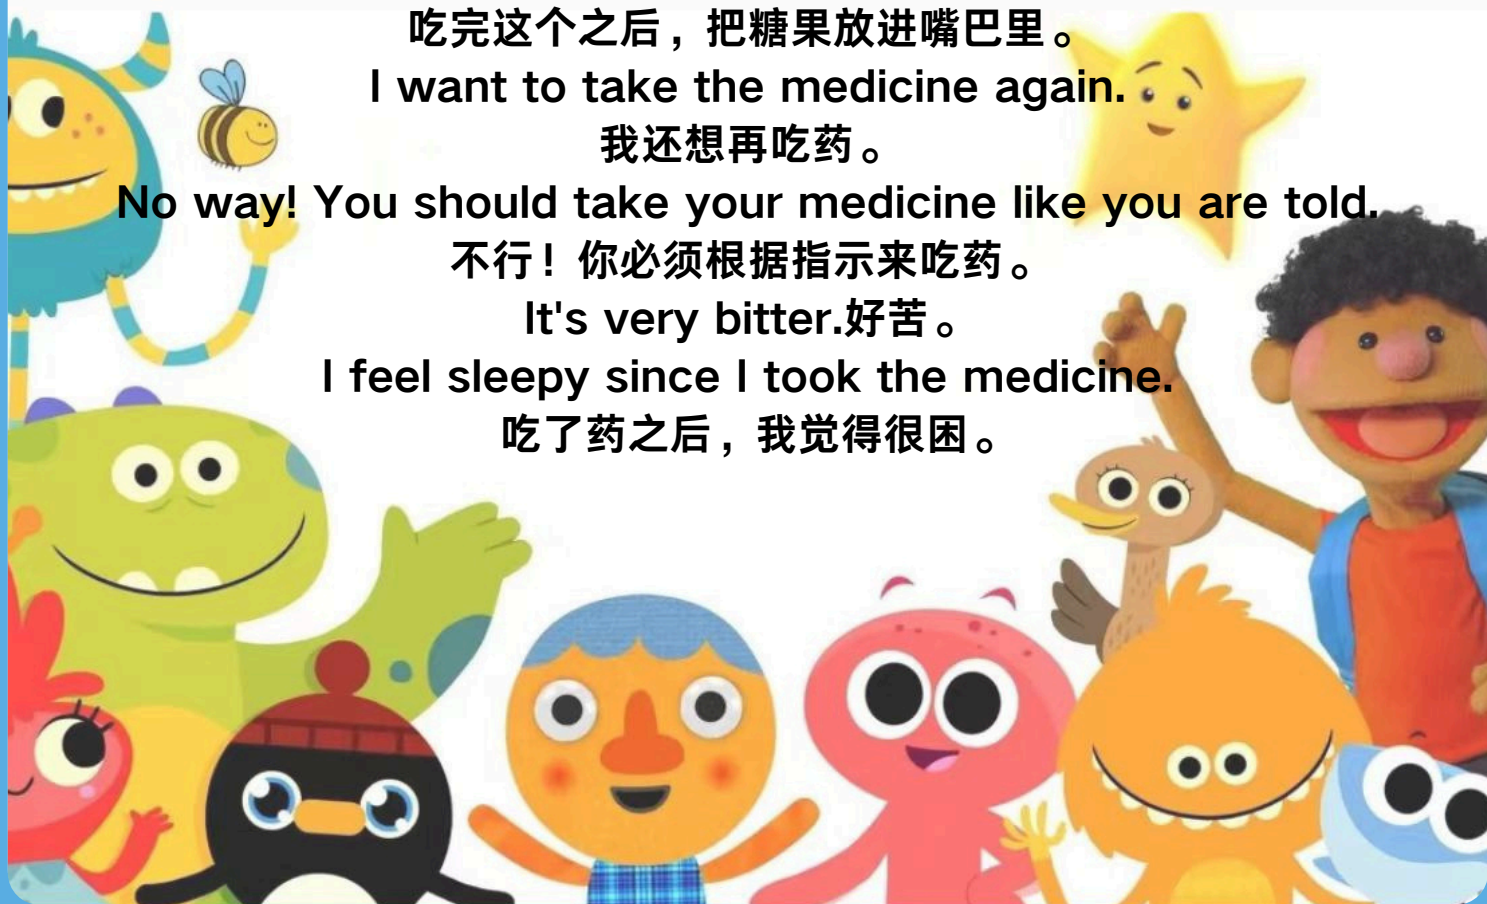 吃完这个之后，把糖果放进嘴巴里。
I want to take the medicine again.
我还想再吃药。
No way! You should take your medicine like you are told.
不行！你必须根据指示来吃药。
It's very bitter.好苦。
I feel sleepy since I took the medicine.
吃了药之后，我觉得很困。